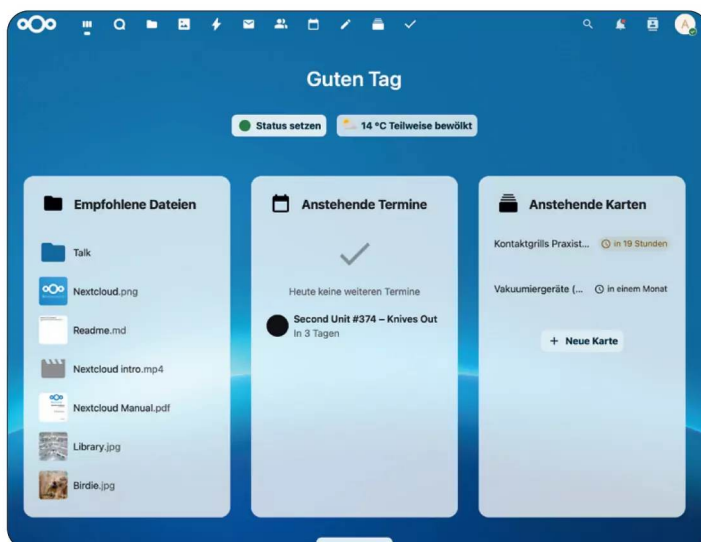 A
Guten Tag
Status setzen
14 °C Teilweise bewölkt
Empfohlene Dateien
Talk
Nextcloud.png
Readme.md
Nextcloud intro.mp4
Nextcloud Manual.pdf
Library.jpg
Birdie.jpg
Anstehende Termine
Heute keine weiteren Termine
Second Unit #374 – Knives Out
In 3 Tagen
Anstehende Karten
Kontaktgrills Praxist... in 19 Stunden
Vakuumiergeräte (... in einem Monat
+ Neue Karte